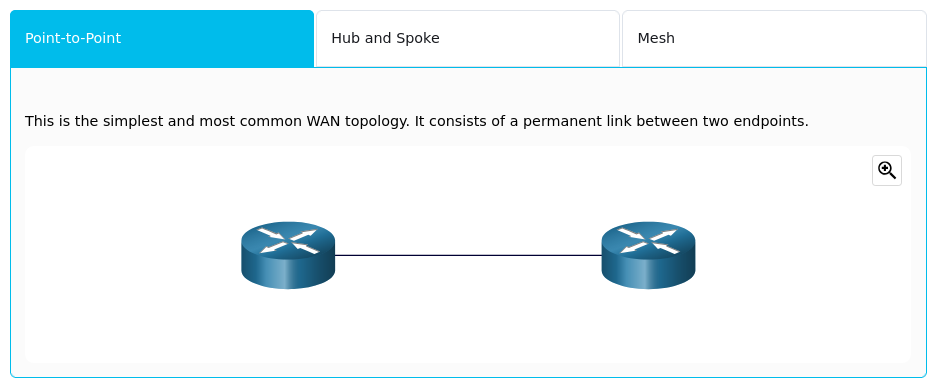 Point-to-Point
Hub and Spoke
Mesh
This is the simplest and most common WAN topology. It consists of a permanent link between two endpoints.